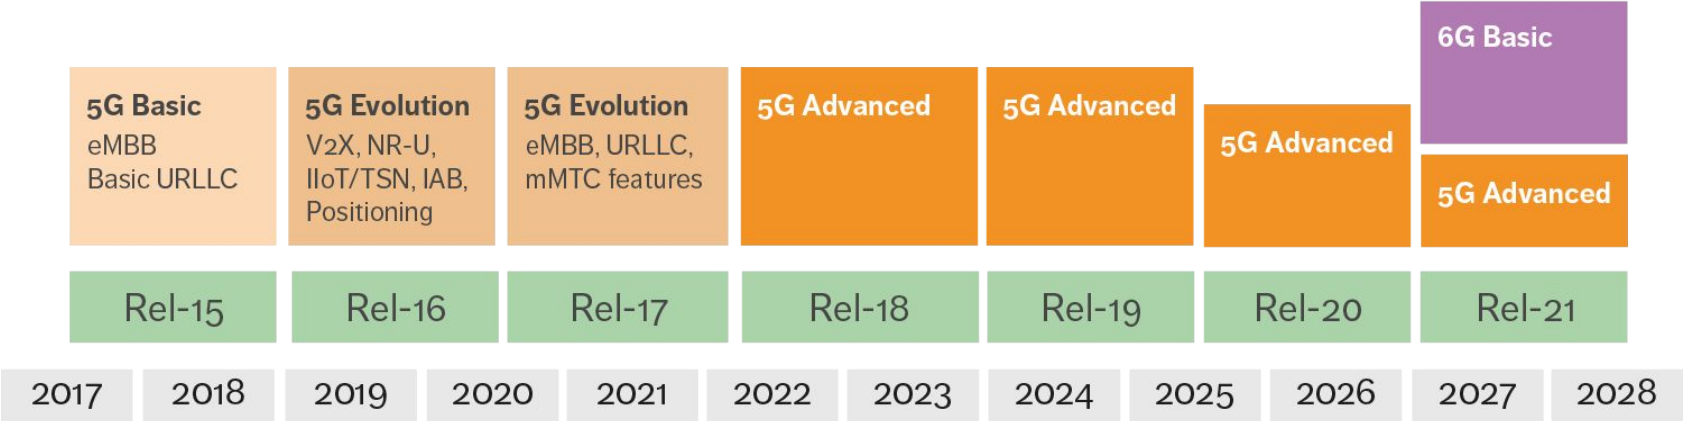 6G Basic
5G Basic
eMBB
Basic URLLC
5G Evolution
V2X, NR-U,
IIoT/TSN, IAB,
Positioning
5G Evolution
eMBB, URLLC,
mMTC features
5G Advanced
5G Advanced
5G Advanced
5G Advanced
Rel-15
Rel-16
Rel-17
Rel-18
Rel-19
Rel-20
Rel-21
2017
2018
2019
2020
2021
2022
2023
2024
2025
2026
2027
2028